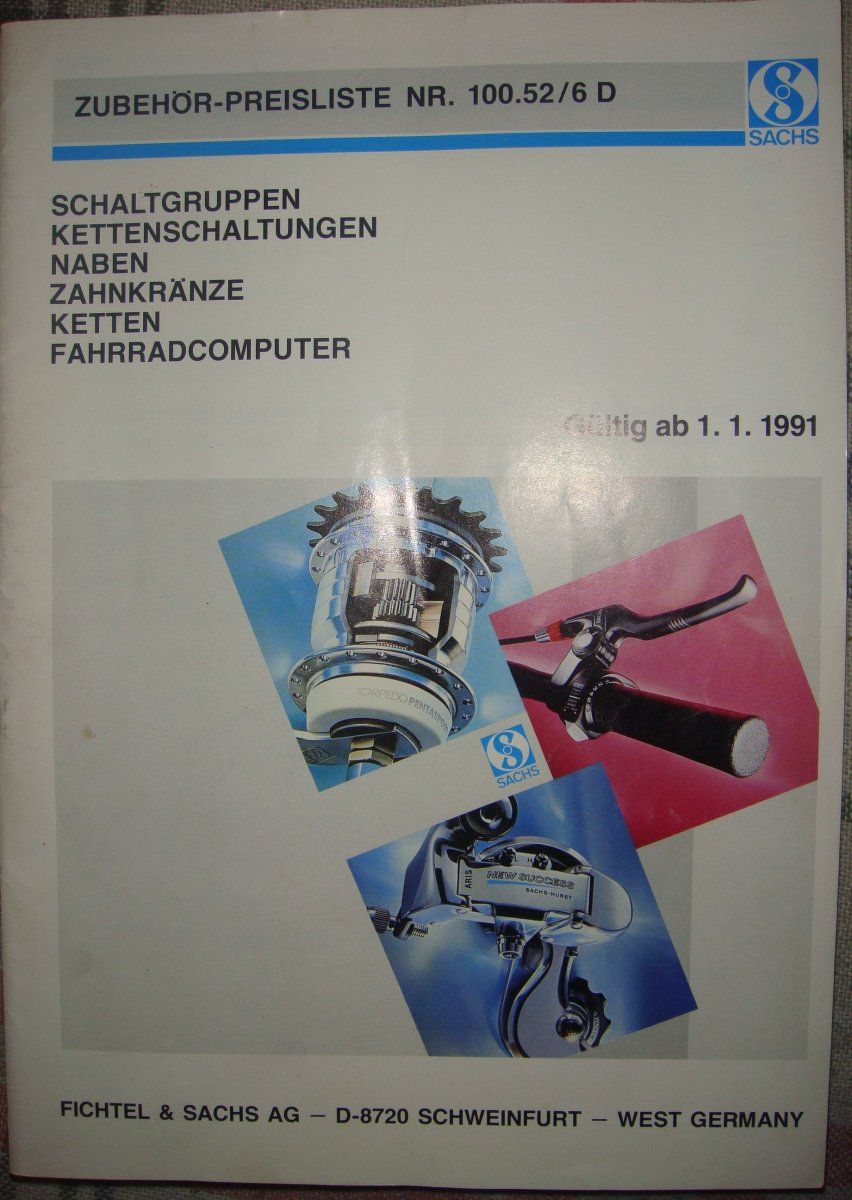 ZUBEHÖR-PREISLISTE NR. 100.52/6 D
SACHS
SCHALTGRUPPEN
KETTENSCHALTUNGEN
NABEN
ZAHNKRÄNZE
KETTEN
FAHRRADCOMPUTER
Gültig ab 1. 1. 1991
TORPEDO PENTASPORT
SACHS
ARIS
L H
NEW SUCCESS
SACHS-HURET
FICHTEL & SACHS AG – D-8720 SCHWEINFURT – WEST GERMANY